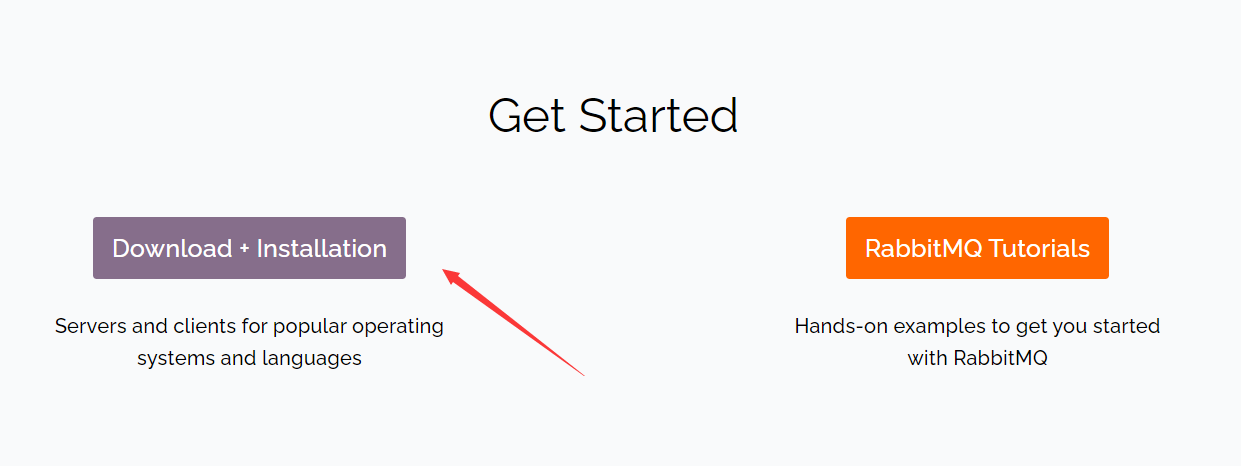 Get Started
Download + Installation
Servers and clients for popular operating
systems and languages
RabbitMQ Tutorials
Hands-on examples to get you started
with RabbitMQ